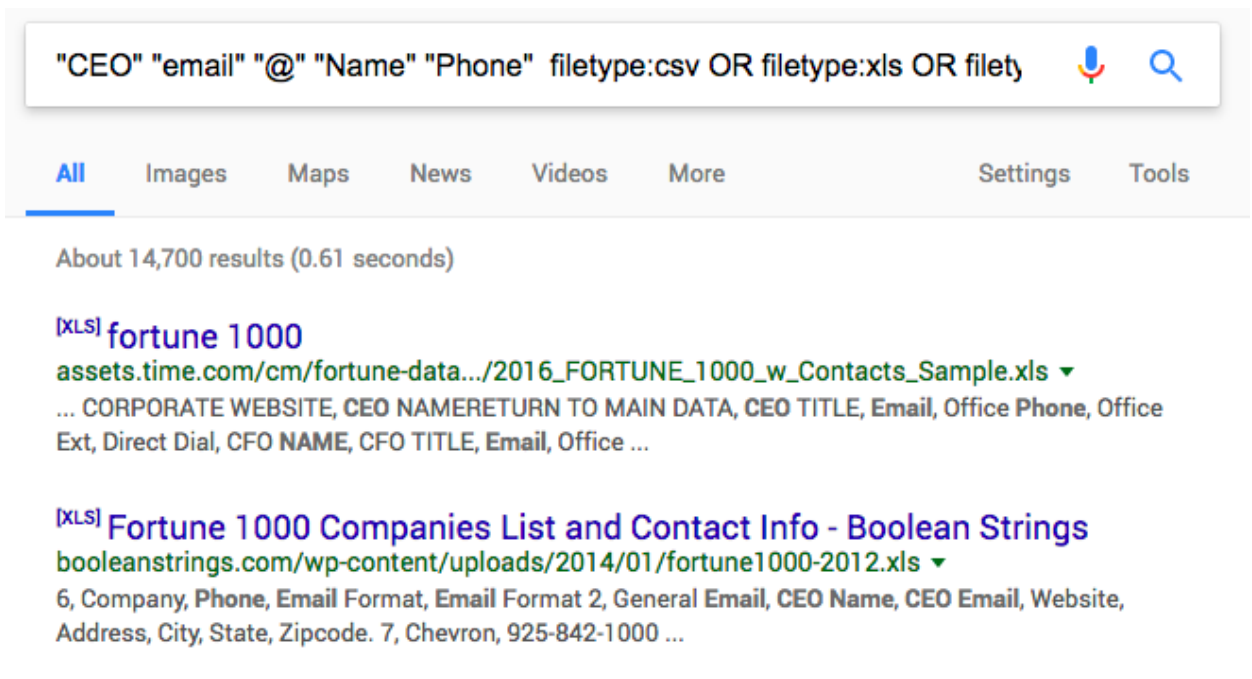 "CEO" "email" "@" "Name" "Phone"  filetype:csv OR filetype:xls OR filety
All Images Maps News Videos More Settings Tools
About 14,700 results (0.61 seconds)
[XLS] fortune 1000
assets.time.com/cm/fortune-data.../2016_FORTUNE_1000_w_Contacts_Sample.xls
... CORPORATE WEBSITE, CEO NAMERETURN TO MAIN DATA, CEO TITLE, Email, Office Phone, Office
Ext, Direct Dial, CFO NAME, CFO TITLE, Email, Office ...
[XLS] Fortune 1000 Companies List and Contact Info - Boolean Strings
booleanstrings.com/wp-content/uploads/2014/01/fortune1000-2012.xls
6, Company, Phone, Email Format, Email Format 2, General Email, CEO Name, CEO Email, Website,
Address, City, State, Zipcode. 7, Chevron, 925-842-1000 ...